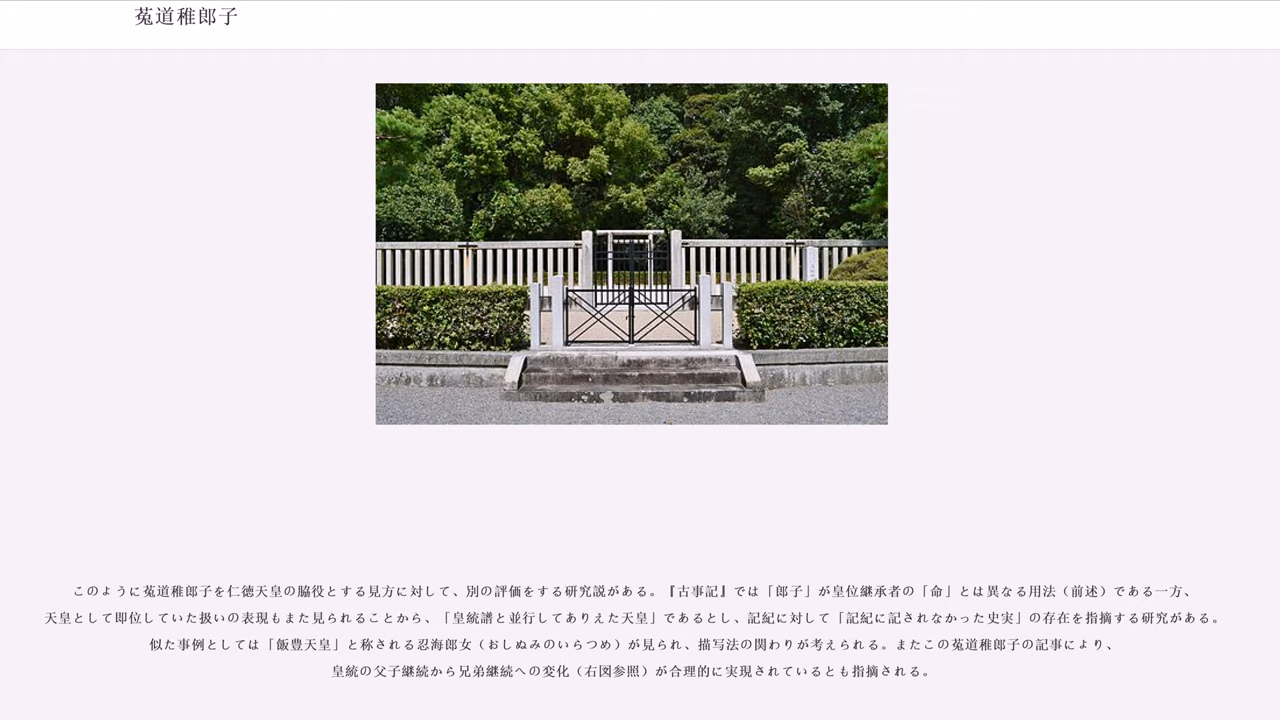 菟道稚郎子
このように菟道稚郎子を仁徳天皇の脇役とする見方に対して、別の評価をする研究説がある。『古事記』では「郎子」が皇位継承者の「命」とは異なる用法（前述）である一方、
天皇として即位していた扱いの表現もまた見られることから、「皇統譜と並行してありえた天皇」であるとし、記紀に対して「記紀に記されなかった史実」の存在を指摘する研究がある。
似た事例としては「飯豊天皇」と称される忍海郎女（おしぬみのいらつめ）が見られ、描写法の関わりが考えられる。またこの菟道稚郎子の記事により、
皇統の父子継続から兄弟継続への変化（右図参照）が合理的に実現されているとも指摘される。